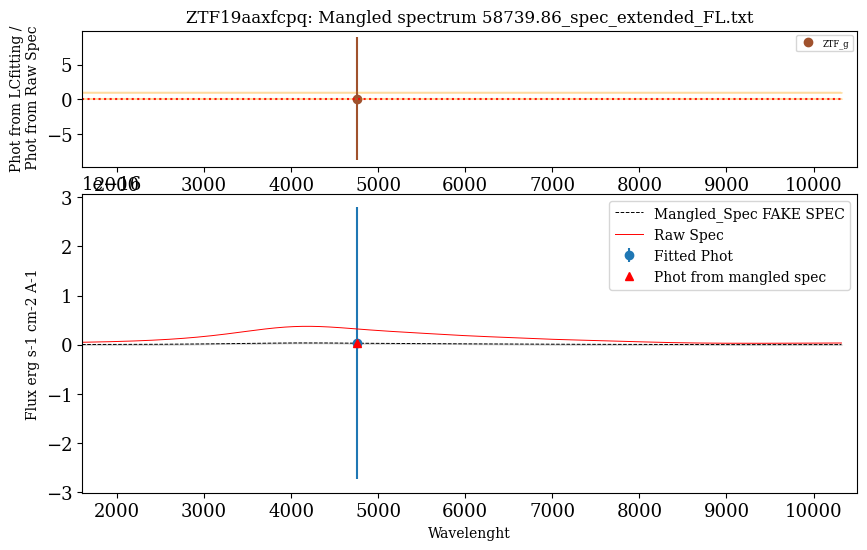 ZTF19aaxfcpq: Mangled spectrum 58739.86_spec_extended_FL.txt
Phot from LCfitting /
Phot from Raw Spec
ZTF_g
5
0
−5
2000 3000 4000 5000 6000 7000 8000 9000 10000
1e−16
Flux erg s-1 cm-2 A-1
3
2
1
0
−1
−2
−3
Mangled_Spec FAKE SPEC
Raw Spec
Fitted Phot
Phot from mangled spec
2000 3000 4000 5000 6000 7000 8000 9000 10000
Wavelenght